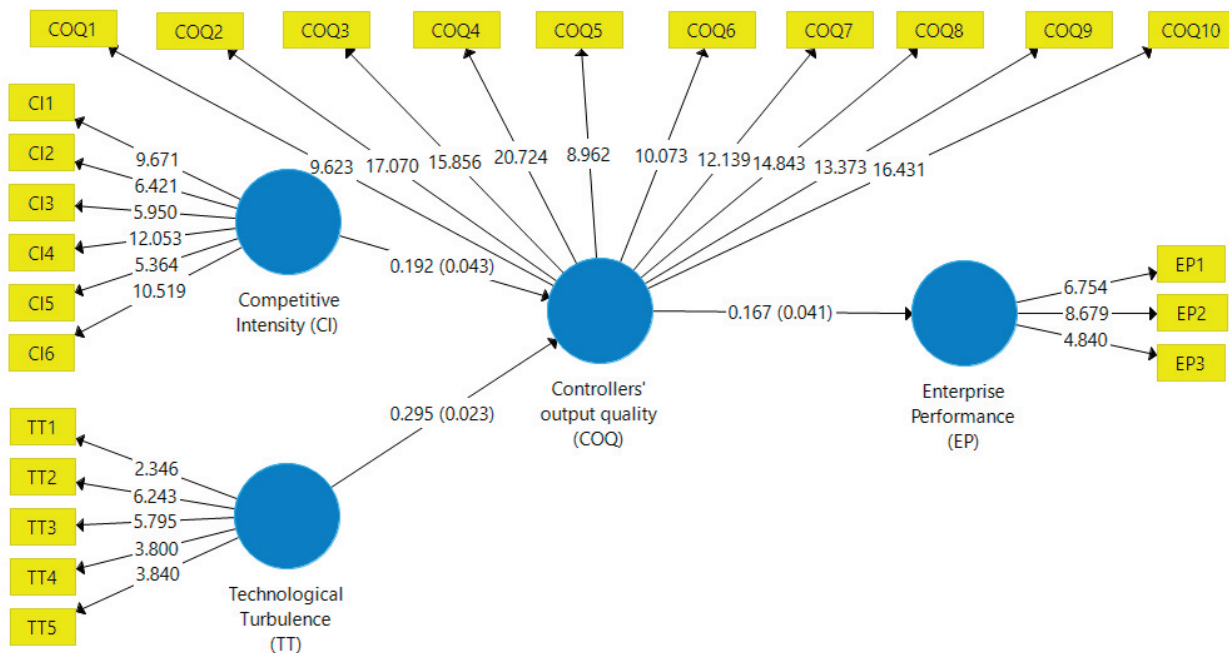 COQ1
COQ2
COQ3
COQ4
COQ5
COQ6
COQ7
COQ8
COQ9
COQ10
CI1
CI2
CI3
CI4
CI5
CI6
9.671
6.421
5.950
12.053
5.364
10.519
9.623
17.070
15.856
20.724
8.962
10.073
12.139
14.843
13.373
16.431
Competitive
Intensity (CI)
0.192 (0.043)
Controllers'
output quality
(COQ)
0.167 (0.041)
Enterprise
Performance
(EP)
6.754
8.679
4.840
EP1
EP2
EP3
0.295 (0.023)
TT1
TT2
TT3
TT4
TT5
2.346
6.243
5.795
3.800
3.840
Technological
Turbulence
(TT)